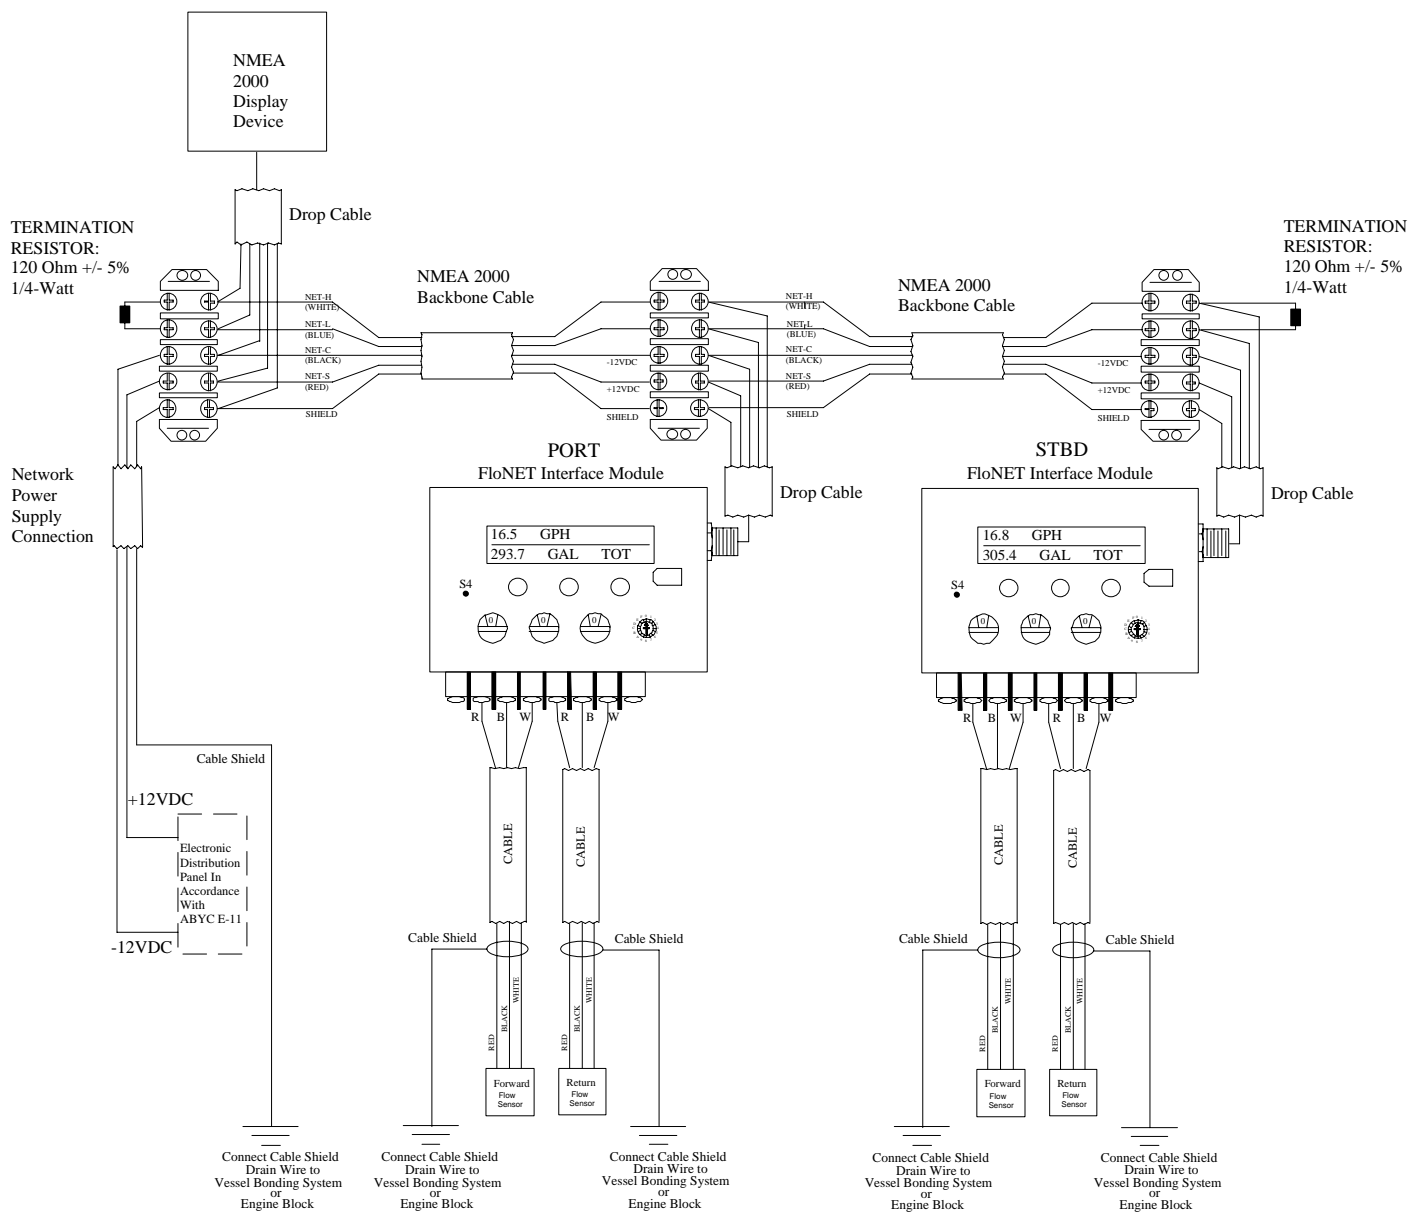 NMEA
2000
Display
Device
Drop Cable
TERMINATION
RESISTOR:
120 Ohm +/- 5%
1/4-Watt
NMEA 2000
Backbone Cable
NMEA 2000
Backbone Cable
TERMINATION
RESISTOR:
120 Ohm +/- 5%
1/4-Watt
NET-H
(WHITE)
NET-L
(BLUE)
NET-C
(BLACK)
NET-S
(RED)
SHIELD
-12VDC
+12VDC
SHIELD
NET-H
(WHITE)
NET-L
(BLUE)
NET-C
(BLACK)
NET-S
(RED)
SHIELD
-12VDC
+12VDC
SHIELD
Network
Power
Supply
Connection
PORT
FloNET Interface Module
Drop Cable
16.5 GPH
293.7 GAL TOT
S4
0 0 0
R B W R B W
STBD
FloNET Interface Module
Drop Cable
16.8 GPH
305.4 GAL TOT
S4
0 0 0
R B W R B W
Cable Shield
+12VDC
Electronic
Distribution
Panel In
Accordance
With
ABYC E-11
-12VDC
CABLE
CABLE
CABLE
CABLE
Cable Shield
Cable Shield
Cable Shield
Cable Shield
RED
BLACK
WHITE
RED
BLACK
WHITE
RED
BLACK
WHITE
RED
BLACK
WHITE
Forward
Flow
Sensor
Return
Flow
Sensor
Forward
Flow
Sensor
Return
Flow
Sensor
Connect Cable Shield
Drain Wire to
Vessel Bonding System
or
Engine Block
Connect Cable Shield
Drain Wire to
Vessel Bonding System
or
Engine Block
Connect Cable Shield
Drain Wire to
Vessel Bonding System
or
Engine Block
Connect Cable Shield
Drain Wire to
Vessel Bonding System
or
Engine Block
Connect Cable Shield
Drain Wire to
Vessel Bonding System
or
Engine Block